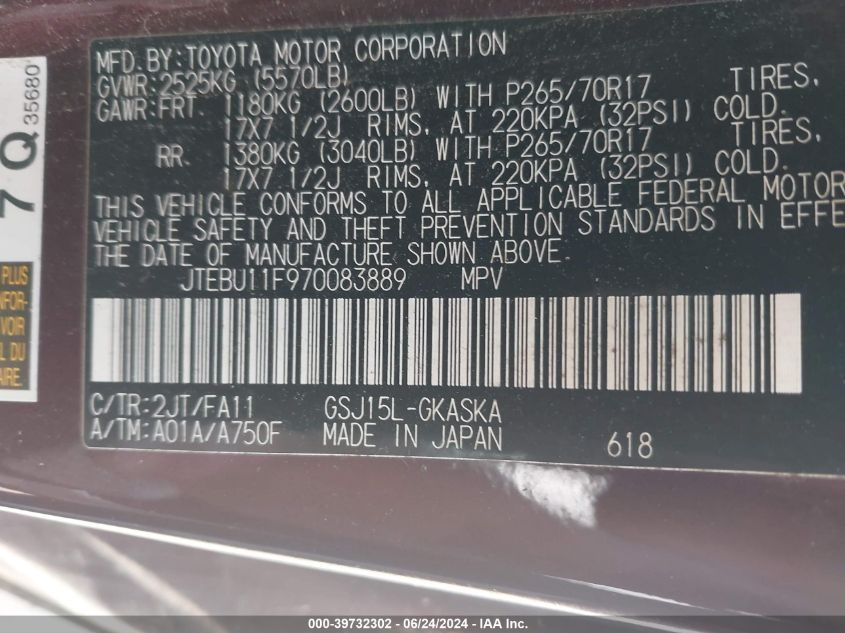 MFD. BY: TOYOTA MOTOR CORPORATION
GVWR: 2525KG (5570LB)
GAWR: FRT. 1180KG (2600LB) WITH P265/70R17 TIRES,
17X7 1/2J RIMS, AT 220KPA (32PSI) COLD.
RR. 1380KG (3040LB) WITH P265/70R17 TIRES,
17X7 1/2J RIMS, AT 220KPA (32PSI) COLD.
THIS VEHICLE CONFORMS TO ALL APPLICABLE FEDERAL MOTOR
VEHICLE SAFETY AND THEFT PREVENTION STANDARDS IN EFFE
THE DATE OF MANUFACTURE SHOWN ABOVE.
JTEBU11F970083889 MPV
C/TR: 2JT/FA11 GSJ15L-GKASKA
A/TM: A01A/A750F MADE IN JAPAN 618
7 Q 35680
PLUS
NFOR-
VOIR
L DU
AIRE.
000-39732302 - 06/24/2024 - IAAI Inc.